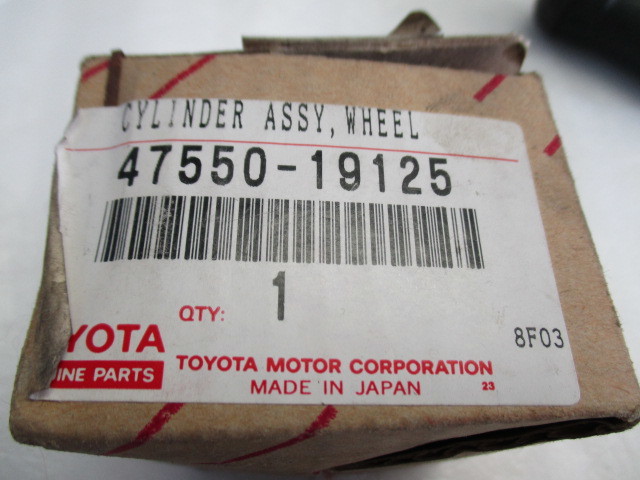 CYLINDER ASSY, WHEEL
47550-19125
QTY: 1
8F03
YOTA
INE PARTS
TOYOTA MOTOR CORPORATION
MADE IN JAPAN 23